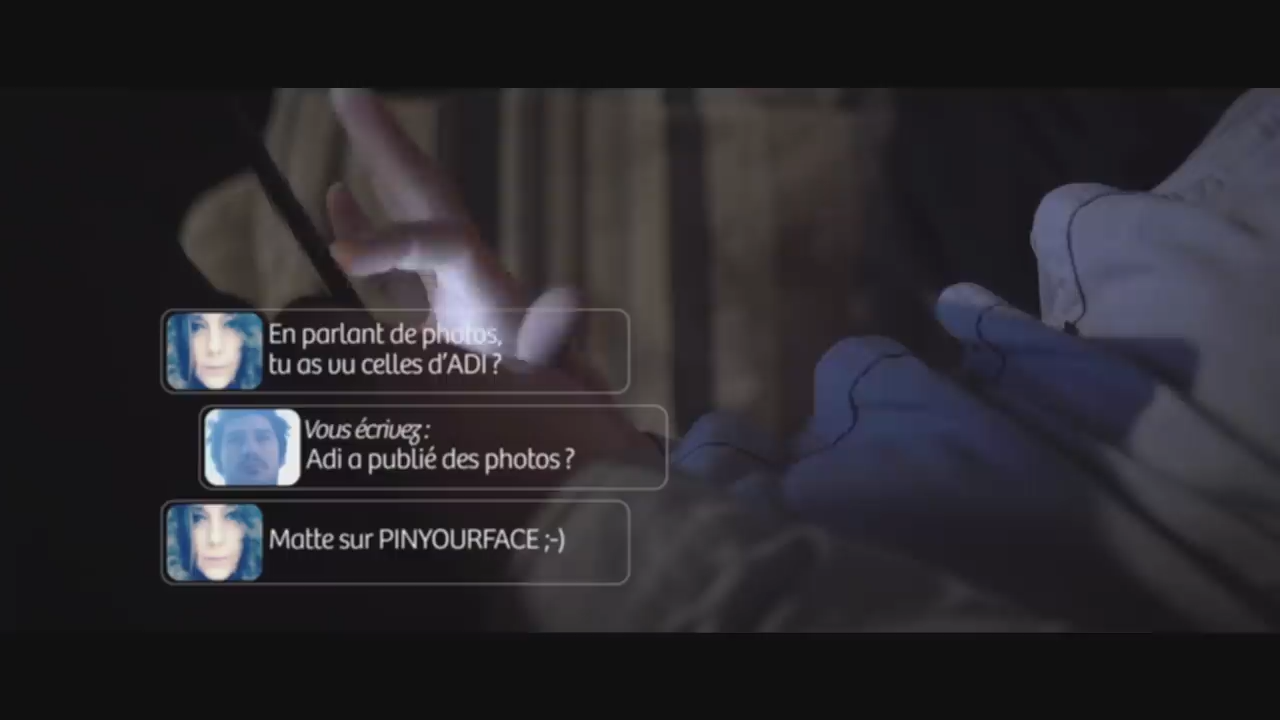 En parlant de photos,
tu as vu celles d'ADI ?
Vous écrivez :
Adi a publié des photos ?
Matte sur PINYOURFACE ;-)